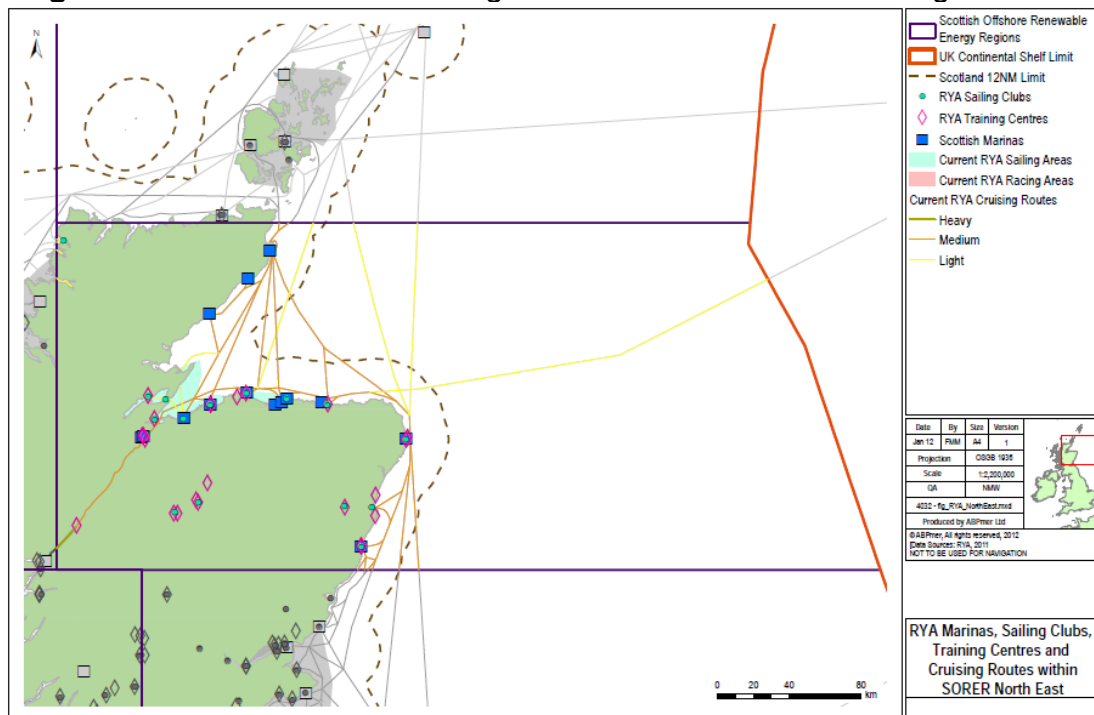 N
Scottish Offshore Renewable
Energy Regions
UK Continental Shelf Limit
Scotland 12NM Limit
RYA Sailing Clubs
RYA Training Centres
Scottish Marinas
Current RYA Sailing Areas
Current RYA Racing Areas
Current RYA Cruising Routes
Heavy
Medium
Light
Date By Size Version
Jan 12 FMM A4 1
Projection OSGB 1936
Scale 1:2,200,000
QA NMW
4032 - fig_RYA_NorthEast.mxd
Produced by ABPmer Ltd
©ABPmer, All rights reserved, 2012
Data Sources: RYA, 2011
NOT TO BE USED FOR NAVIGATION
RYA Marinas, Sailing Clubs,
Training Centres and
Cruising Routes within
SORER North East
0 20 40 60 80
km